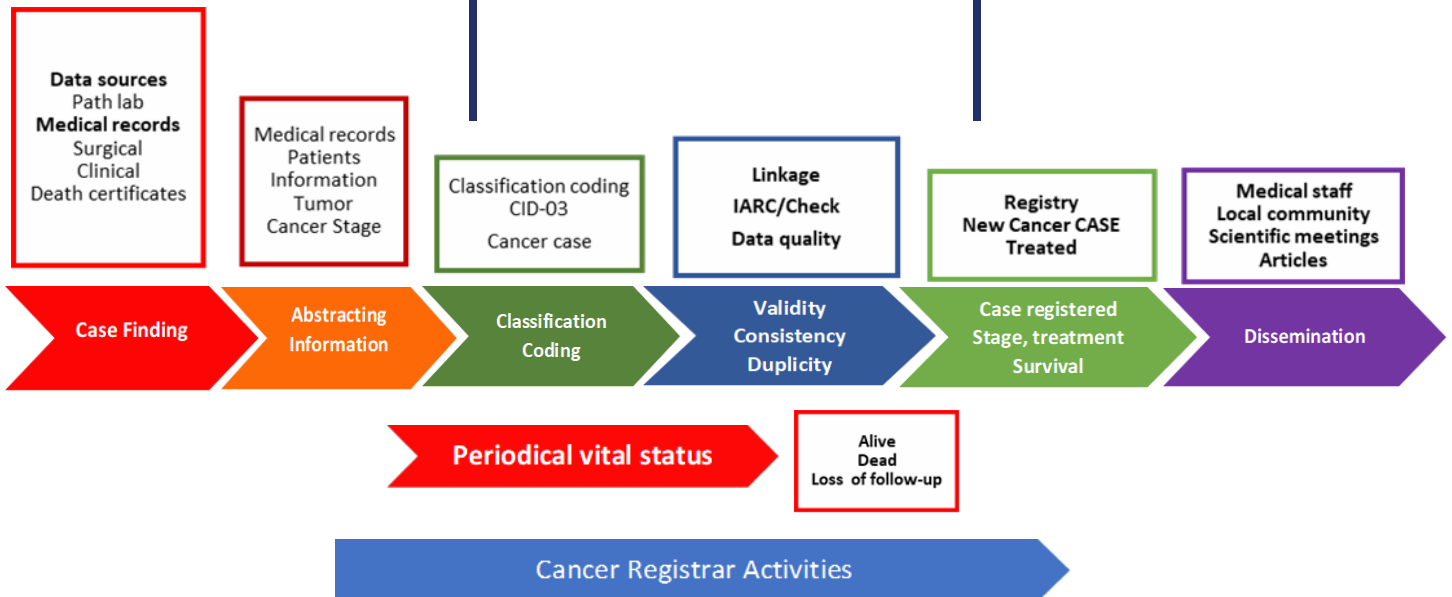 Data sources
Path lab
Medical records
Surgical
Clinical
Death certificates
Medical records
Patients
Information
Tumor
Cancer Stage
Classification coding
CID-03
Cancer case
Linkage
IARC/Check
Data quality
Registry
New Cancer CASE
Treated
Medical staff
Local community
Scientific meetings
Articles
Case Finding
Abstracting
Information
Classification
Coding
Validity
Consistency
Duplicity
Case registered
Stage, treatment
Survival
Dissemination
Periodical vital status
Alive
Dead
Loss of follow-up
Cancer Registrar Activities